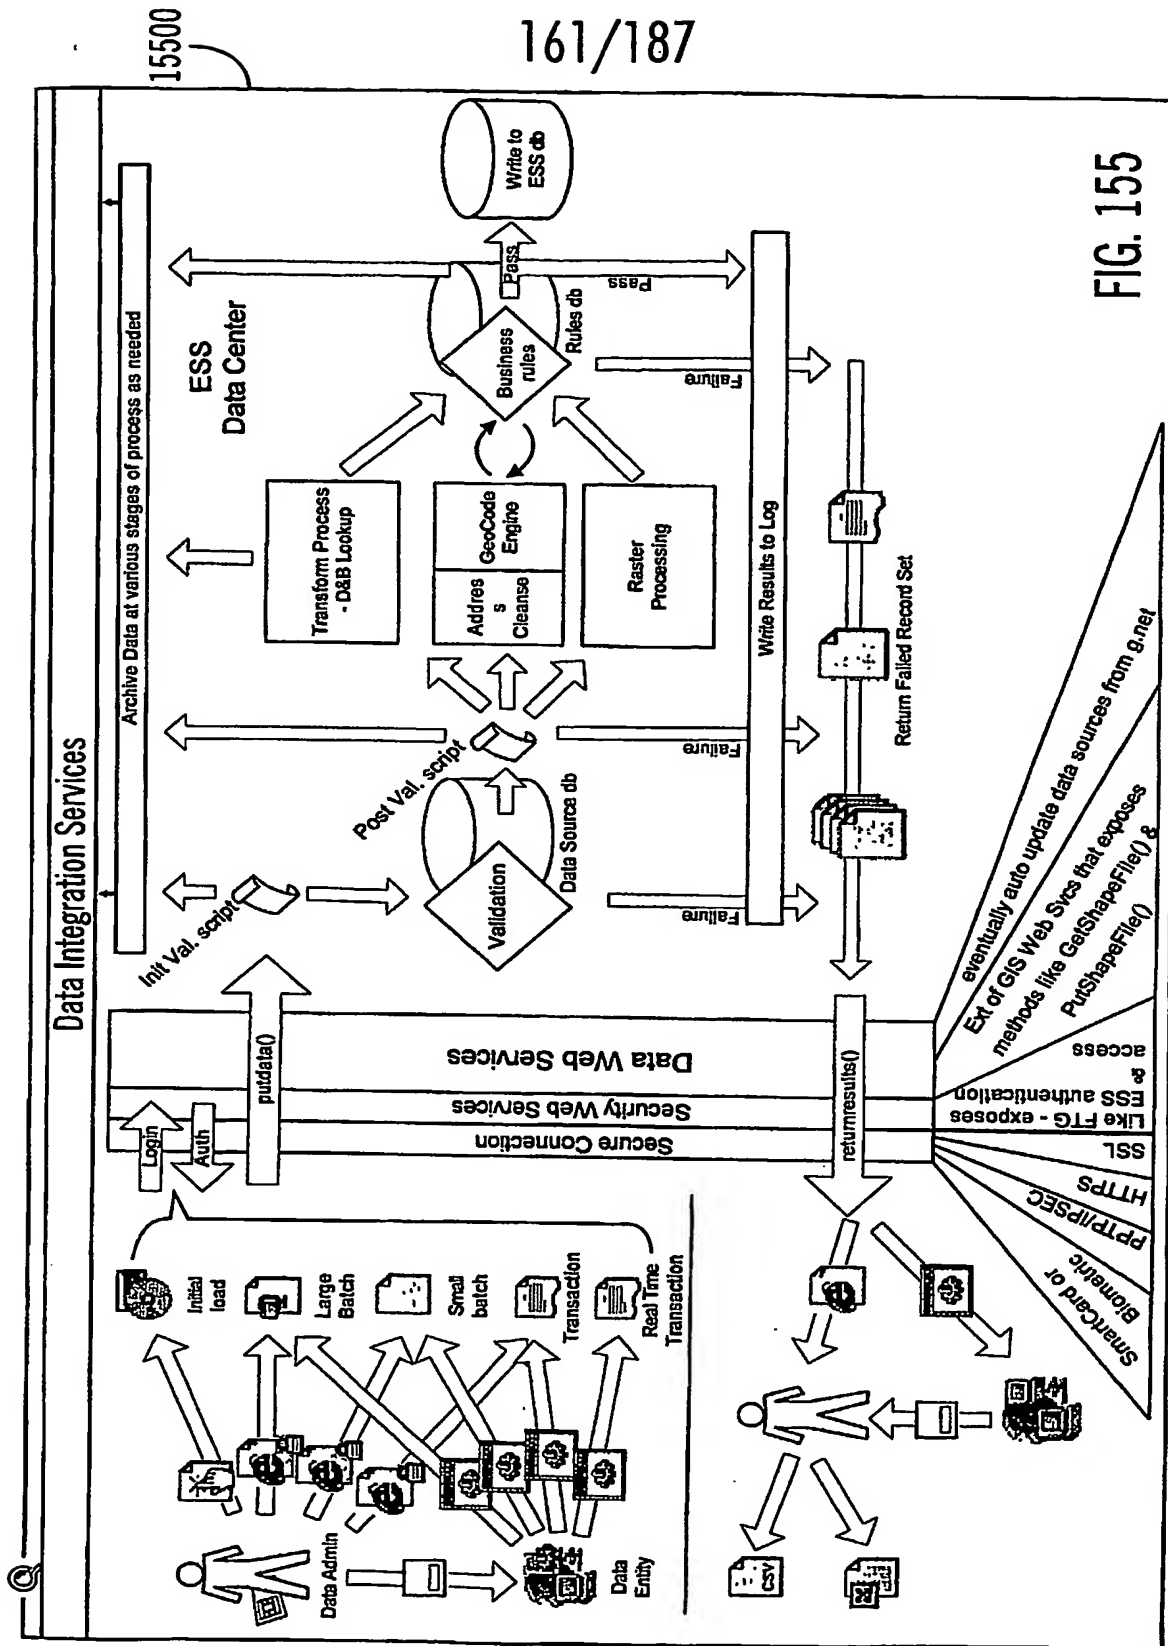 161/187
15500
Data Integration Services
Archive Data at various stages of process as needed
ESS
Data Center
Init Val. script
Post Val. script
Validation
Data Source db
Transform Process
- D&B Lookup
Addres
s
Cleanse
GeoCode
Engine
Raster
Processing
Business
rules
Rules db
Pass
Write to
ESS db
Pass
Failure
Failure
Failure
Write Results to Log
Return Failed Record Set
Login
Auth
putdata()
returnresults()
Data Web Services
Security Web Services
Secure Connection
Initial
load
Large
Batch
Small
batch
Transaction
Real Time
Transaction
Data Admin
Data
Entity
CSV
SmartCard or
Biometric
PPTP/IPSEC
HTTPS
SSL
Like FTG - exposes
ESS authentication
&
access
Ext of GIS Web Svcs that exposes
methods like GetShapeFile() &
PutShapeFile()
eventually auto update data sources from g.net
FIG. 155